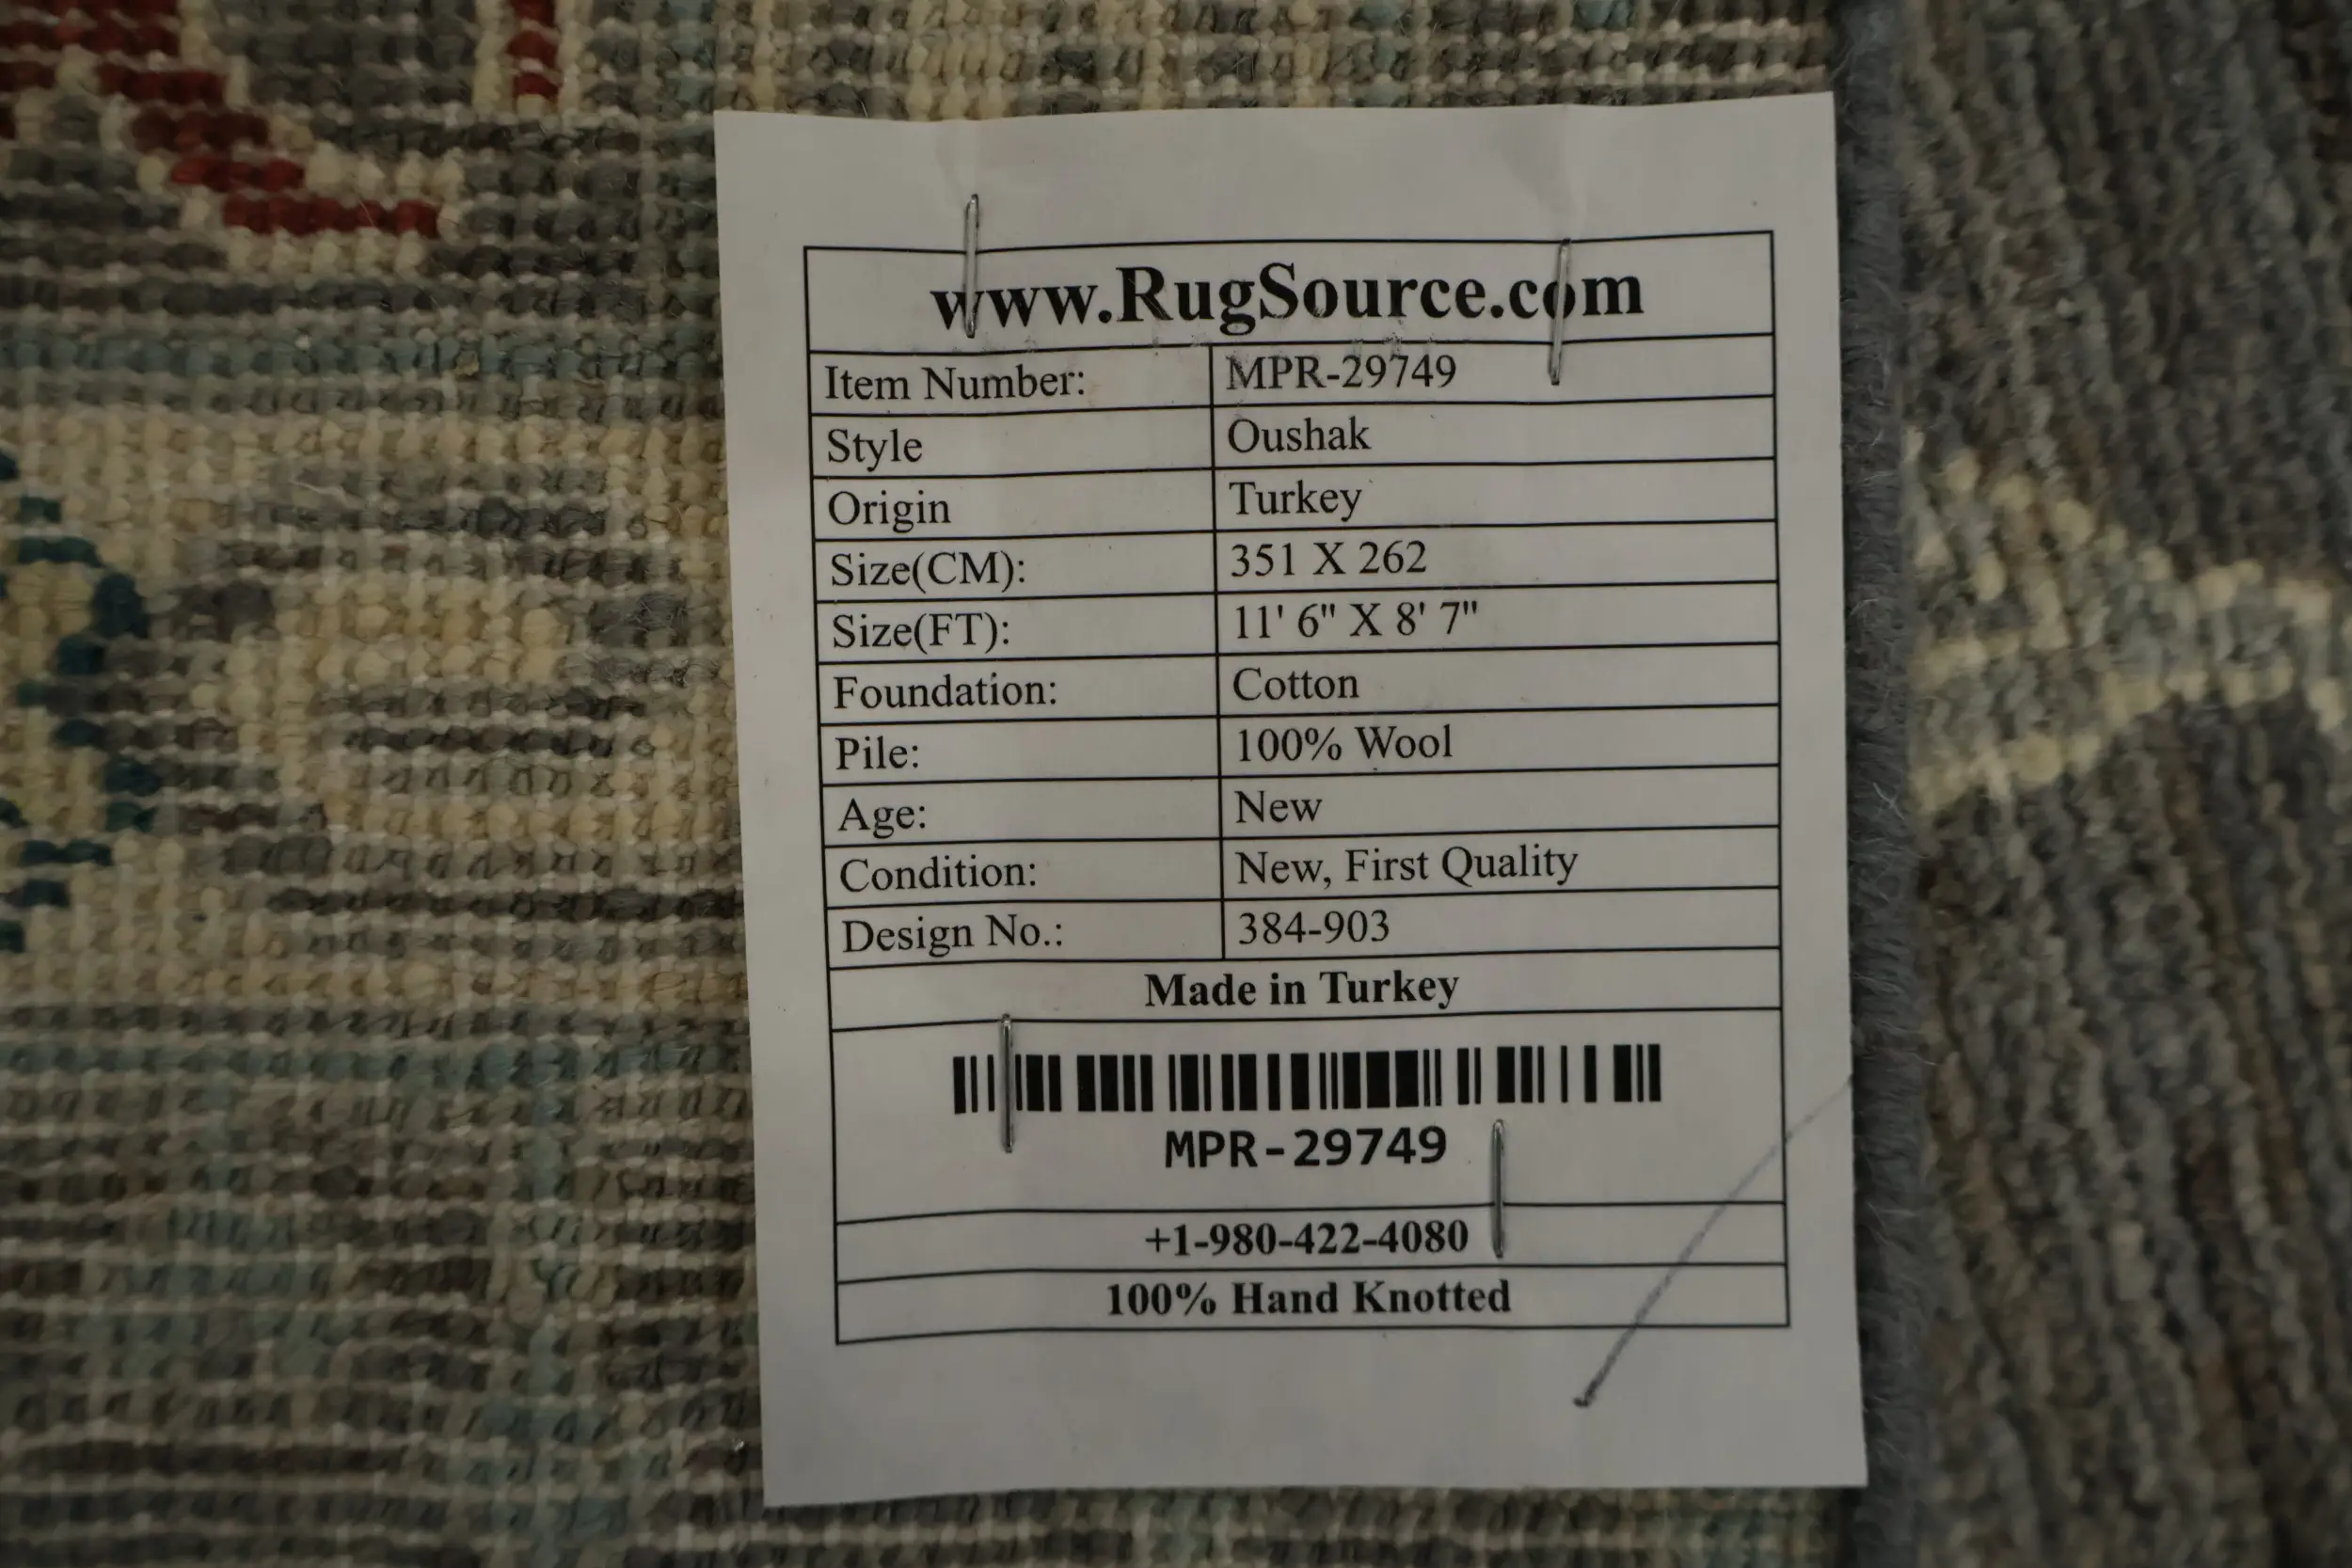 www.RugSource.com
Item Number: MPR-29749
Style Oushak
Origin Turkey
Size(CM): 351 X 262
Size(FT): 11' 6" X 8' 7"
Foundation: Cotton
Pile: 100% Wool
Age: New
Condition: New, First Quality
Design No.: 384-903
Made in Turkey
MPR-29749
+1-980-422-4080
100% Hand Knotted